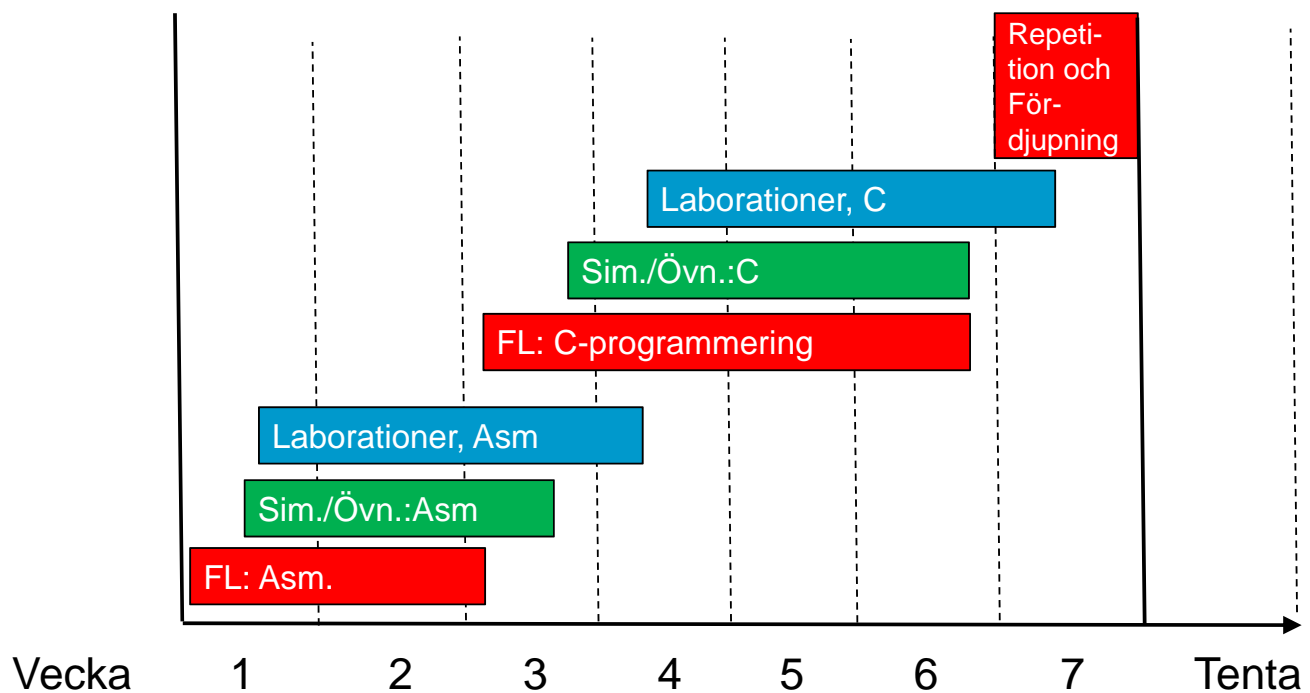 Repeti-
tion och
För-
djupning
Laborationer, C
Sim./Övn.:C
FL: C-programmering
Laborationer, Asm
Sim./Övn.:Asm
FL: Asm.
Vecka 1 2 3 4 5 6 7 Tenta